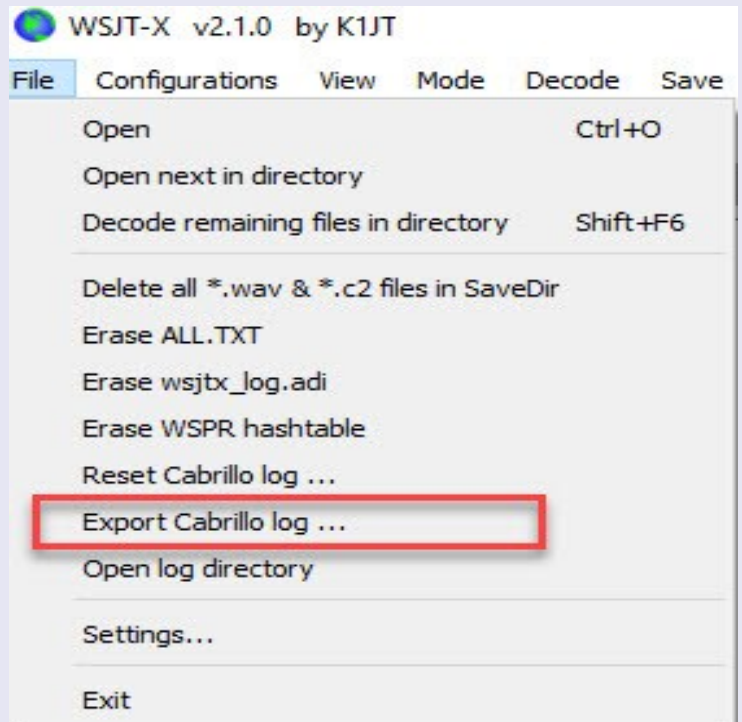 WSJT-X v2.1.0 by K1JT
File Configurations View Mode Decode Save
Open Ctrl+O
Open next in directory
Decode remaining files in directory Shift+F6
Delete all *.wav & *.c2 files in SaveDir
Erase ALL.TXT
Erase wsjtx_log.adi
Erase WSPR hashtable
Reset Cabrillo log ...
Export Cabrillo log ...
Open log directory
Settings...
Exit